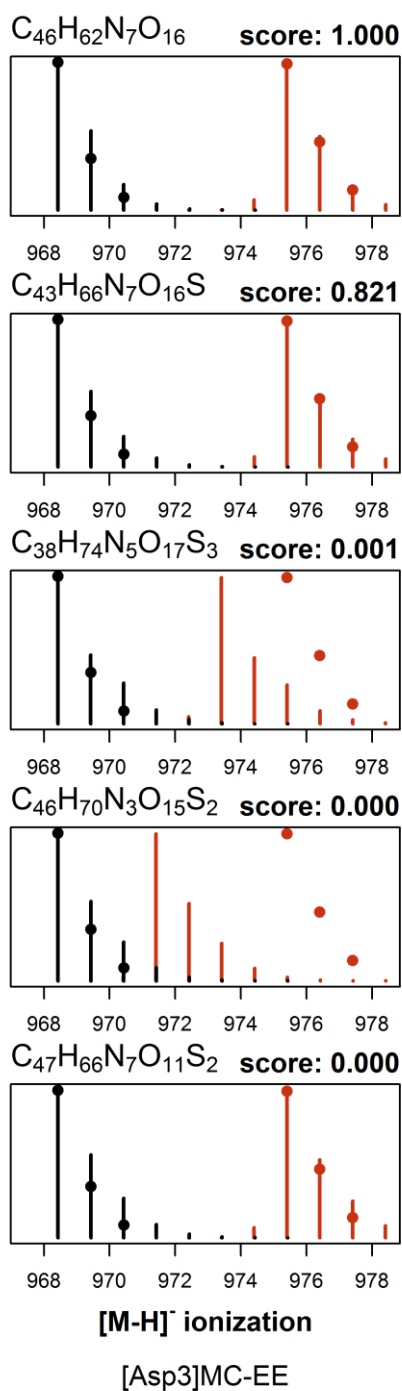 C₄₆H₆₂N₇O₁₆ score: 1.000
968 970 972 974 976 978
C₄₃H₆₆N₇O₁₆S score: 0.821
968 970 972 974 976 978
C₃₈H₇₄N₅O₁₇S₃ score: 0.001
968 970 972 974 976 978
C₄₆H₇₀N₃O₁₅S₂ score: 0.000
968 970 972 974 976 978
C₄₇H₆₆N₇O₁₁S₂ score: 0.000
968 970 972 974 976 978
[M-H]⁻ ionization
[Asp3]MC-EE